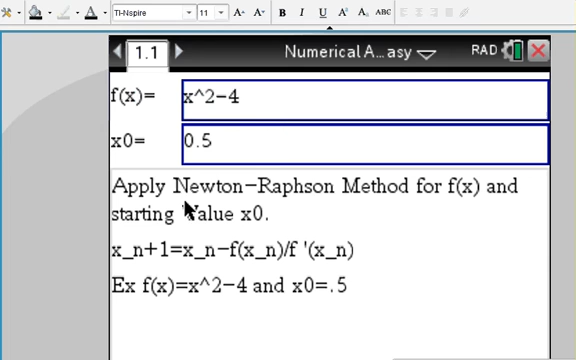 TI-Nspire 11 A+ A- B I U A A ABC
1.1 Numerical A...asy RAD
f(x)= x^2-4
x0= 0.5
Apply Newton-Raphson Method for f(x) and
starting Value x0.
x_n+1=x_n-f(x_n)/f '(x_n)
Ex f(x)=x^2-4 and x0=.5